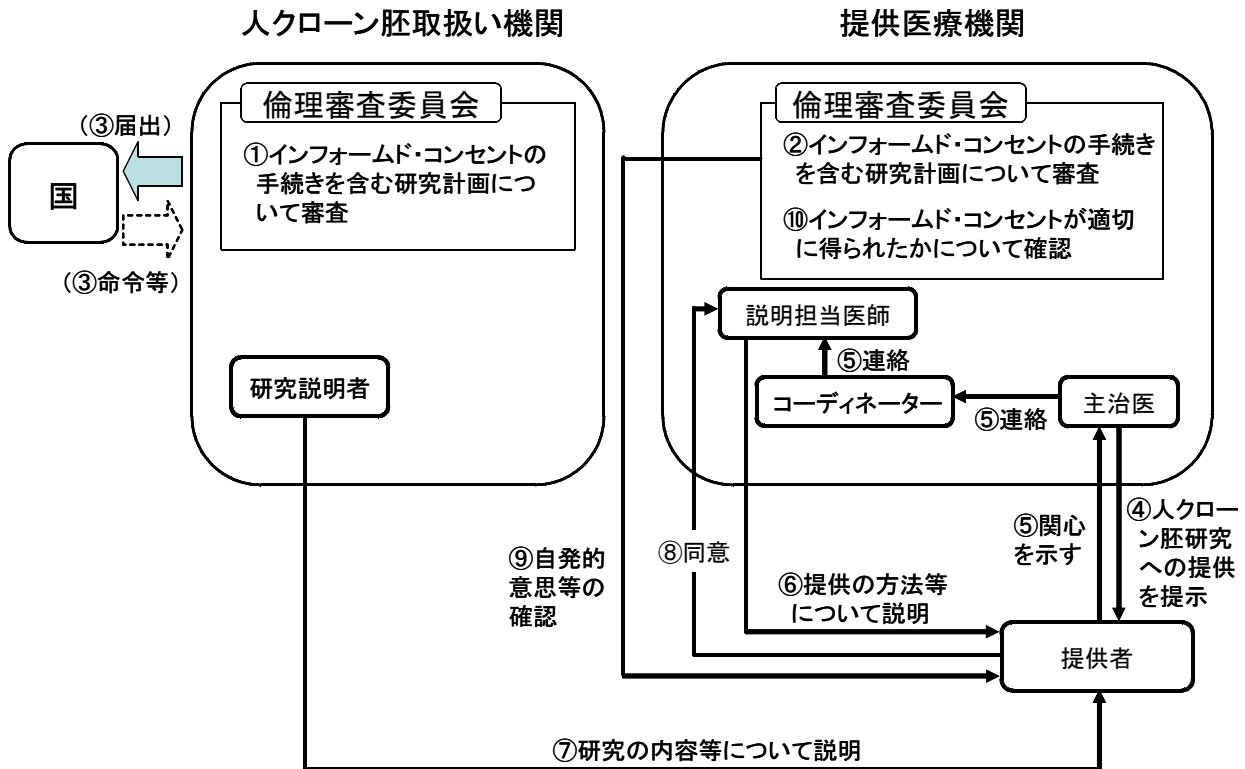 人クローン胚取扱い機関
提供医療機関
倫理審査委員会
①インフォームド・コンセントの
手続きを含む研究計画につ
いて審査
(③届出)
国
(③命令等)
研究説明者
倫理審査委員会
②インフォームド・コンセントの手続き
を含む研究計画について審査
⑩インフォームド・コンセントが適切
に得られたかについて確認
説明担当医師
⑤連絡
コーディネーター
⑤連絡
主治医
⑨自発的
意思等の
確認
⑧同意
⑥提供の方法等
について説明
⑤関心
を示す
④人クロー
ン胚研究
への提供
を提示
提供者
⑦研究の内容等について説明